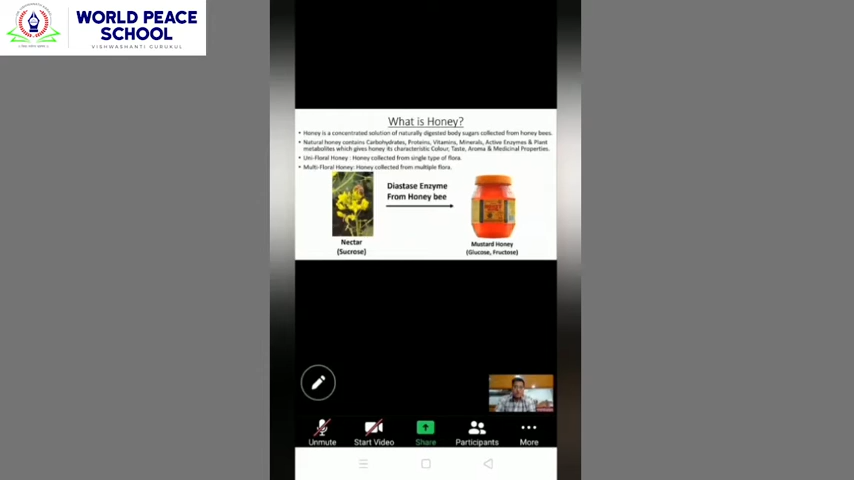 WORLD PEACE
SCHOOL
VISHWASHANTI GURUKUL
What is Honey?
• Honey is a concentrated solution of naturally digested body sugars collected from honey bees.
• Natural honey contains Carbohydrates, Proteins, Vitamins, Minerals, Active Enzymes & Plant
metabolites which gives honey its characteristic Colour, Taste, Aroma & Medicinal Properties.
• Uni-Floral Honey : Honey collected from single type of flora.
• Multi-Floral Honey: Honey collected from multiple flora.
Diastase Enzyme
From Honey bee
Nectar
(Sucrose)
Mustard Honey
(Glucose, Fructose)
Unmute
Start Video
Share
Participants
More